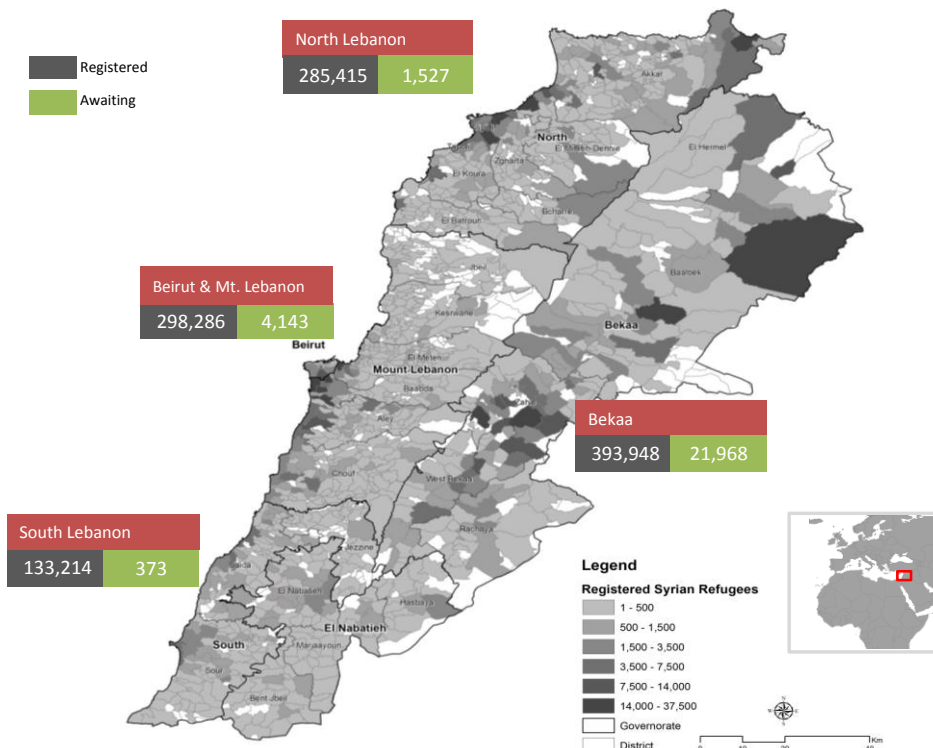 North Lebanon
285,415 1,527
Registered
Awaiting
Akkar
North
El Minieh-Dennie
Zgharta
El Koura
El Hermel
Bcharre
El Batroun
Jbeil
Baalbek
Beirut & Mt. Lebanon
298,286 4,143
Kesrwane
Bekaa
Beirut
El Meten
Mount Lebanon
Baabda
Zahle
Aley
Bekaa
393,948 21,968
Chouf
West Bekaa
South Lebanon
133,214 373
Rachaya
Jezzine
Saida
El Nabatieh
Hasbaya
El Nabatieh
South
Marjaayoun
Sour
Bent Jbeil
Legend
Registered Syrian Refugees
1 - 500
500 - 1,500
1,500 - 3,500
3,500 - 7,500
7,500 - 14,000
14,000 - 37,500
Governorate
District
N
W E
S
Km
0 10 20 40